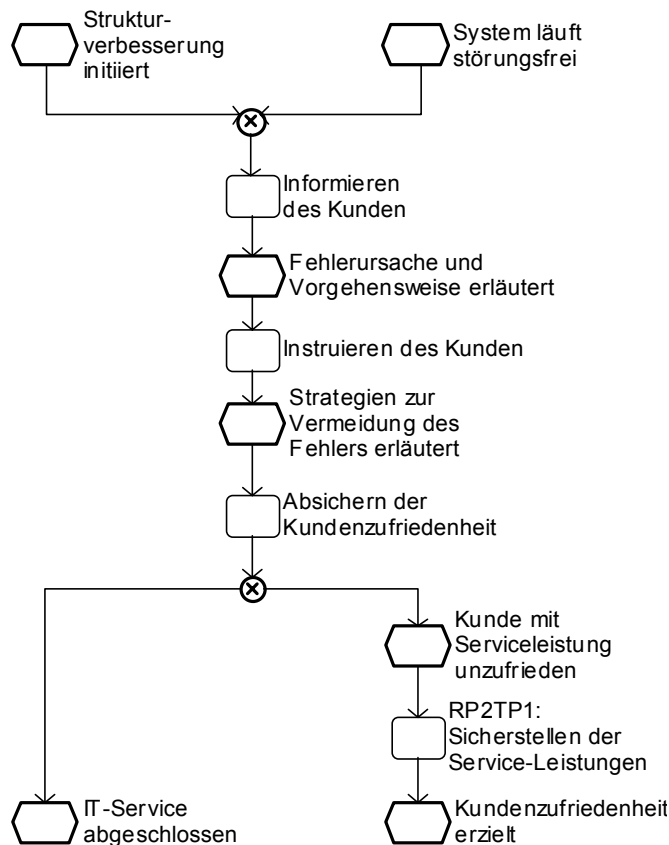 Struktur-
verbesserung
initiiert
System läuft
störungsfrei
Informieren
des Kunden
Fehlerursache und
Vorgehensweise erläutert
Instruieren des Kunden
Strategien zur
Vermeidung des
Fehlers erläutert
Absichern der
Kundenzufriedenheit
Kunde mit
Serviceleistung
unzufrieden
RP2TP1:
Sicherstellen der
Service-Leistungen
IT-Service
abgeschlossen
Kundenzufriedenheit
erzielt